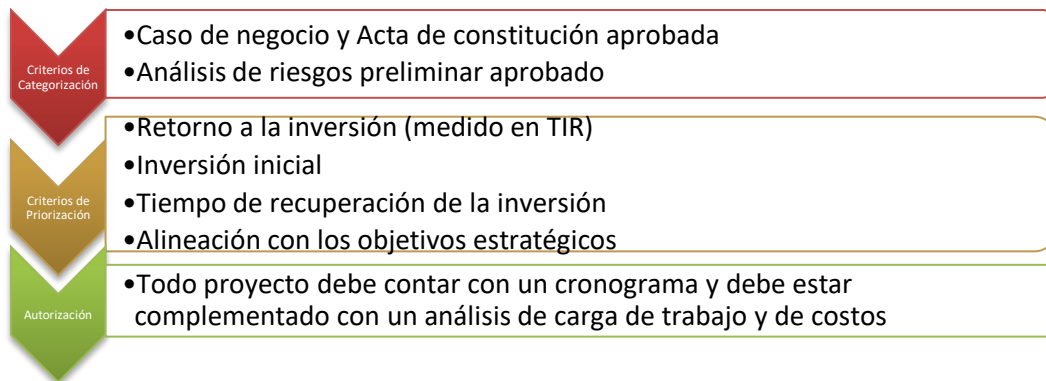 Criterios de
Categorización
•Caso de negocio y Acta de constitución aprobada
•Análisis de riesgos preliminar aprobado
Criterios de
Priorización
•Retorno a la inversión (medido en TIR)
•Inversión inicial
•Tiempo de recuperación de la inversión
•Alineación con los objetivos estratégicos
Autorización
•Todo proyecto debe contar con un cronograma y debe estar
complementado con un análisis de carga de trabajo y de costos